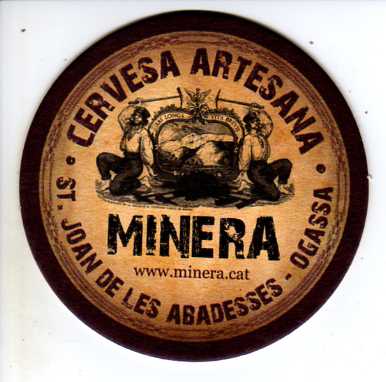 · CERVESA ARTESANA ·
MINERA
www.minera.cat
ST. JOAN DE LES ABADESSES - OGASSA